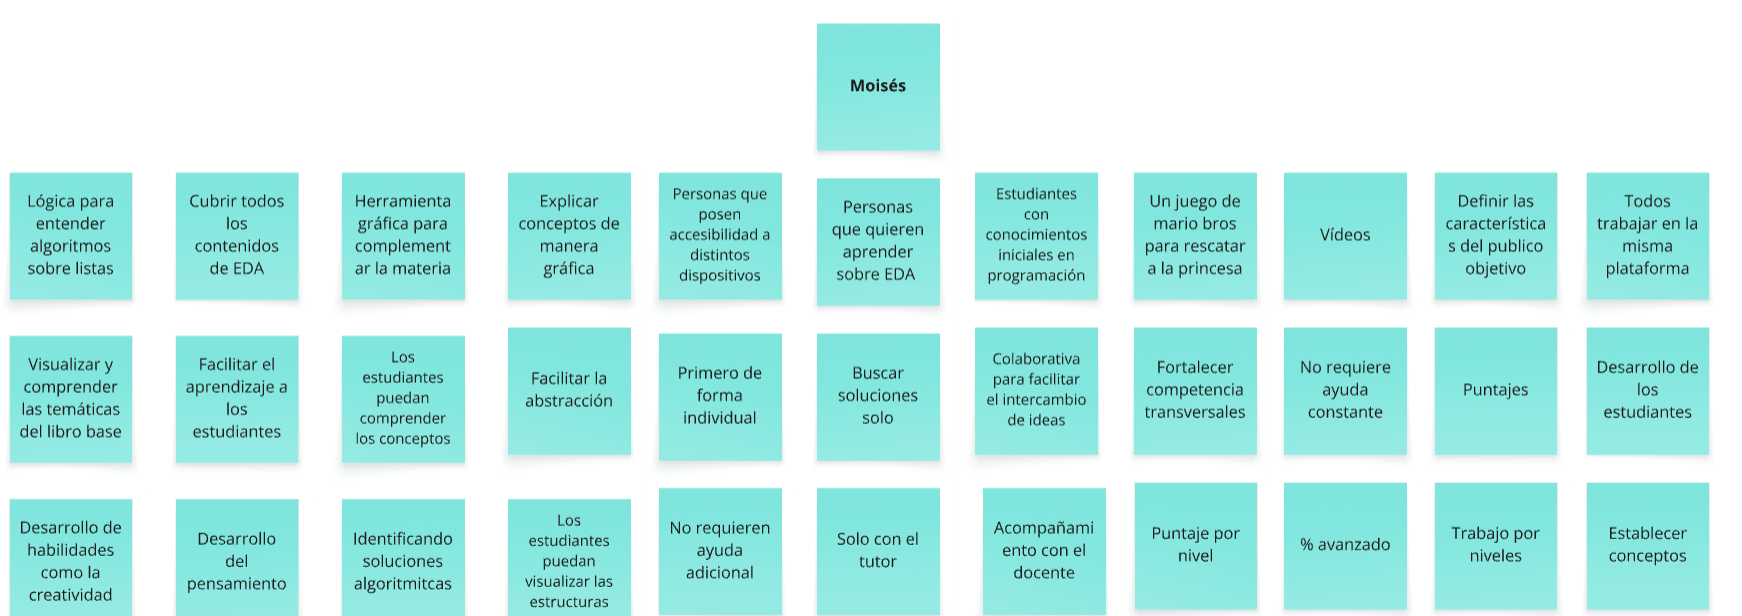 Moisés
Lógica para
entender
algoritmos
sobre listas
Cubrir todos
los
contenidos
de EDA
Herramienta
gráfica para
complement
ar la materia
Explicar
conceptos de
manera
gráfica
Personas que
posen
accesibilidad a
distintos
dispositivos
Personas
que quieren
aprender
sobre EDA
Estudiantes
con
conocimientos
iniciales en
programación
Un juego de
mario bros
para rescatar
a la princesa
Vídeos
Definir las
característica
s del publico
objetivo
Todos
trabajar en la
misma
plataforma
Visualizar y
comprender
las temáticas
del libro base
Facilitar el
aprendizaje a
los
estudiantes
Los
estudiantes
puedan
comprender
los conceptos
Facilitar la
abstracción
Primero de
forma
individual
Buscar
soluciones
solo
Colaborativa
para facilitar
el intercambio
de ideas
Fortalecer
competencia
transversales
No requiere
ayuda
constante
Puntajes
Desarrollo de
los
estudiantes
Desarrollo de
habilidades
como la
creatividad
Desarrollo
del
pensamiento
Identificando
soluciones
algoritmitcas
Los
estudiantes
puedan
visualizar las
estructuras
No requieren
ayuda
adicional
Solo con el
tutor
Acompañami
ento con el
docente
Puntaje por
nivel
% avanzado
Trabajo por
niveles
Establecer
conceptos